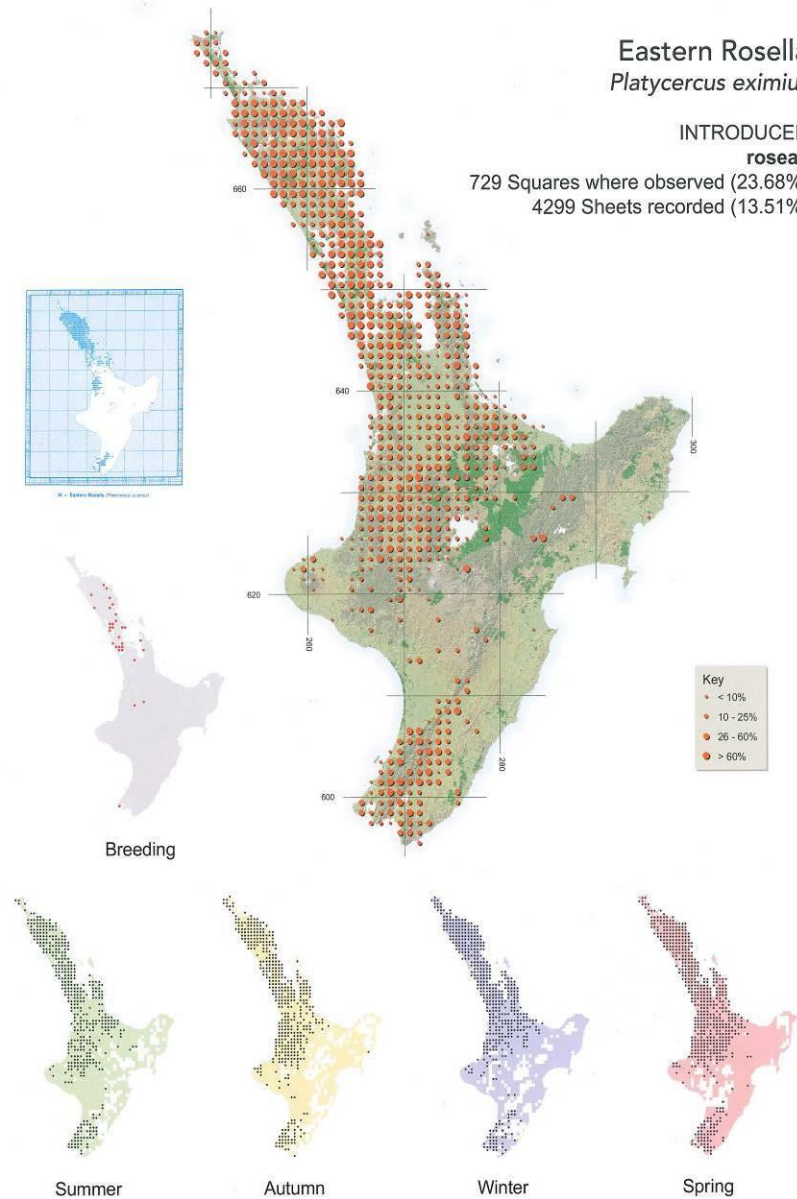 Eastern Rosella
Platycercus eximiu
INTRODUCE
rosea
729 Squares where observed (23.68%
4299 Sheets recorded (13.51%
660
640
300
620
260
280
600
Key
< 10%
10 - 25%
26 - 60%
> 60%
Breeding
Summer
Autumn
Winter
Spring